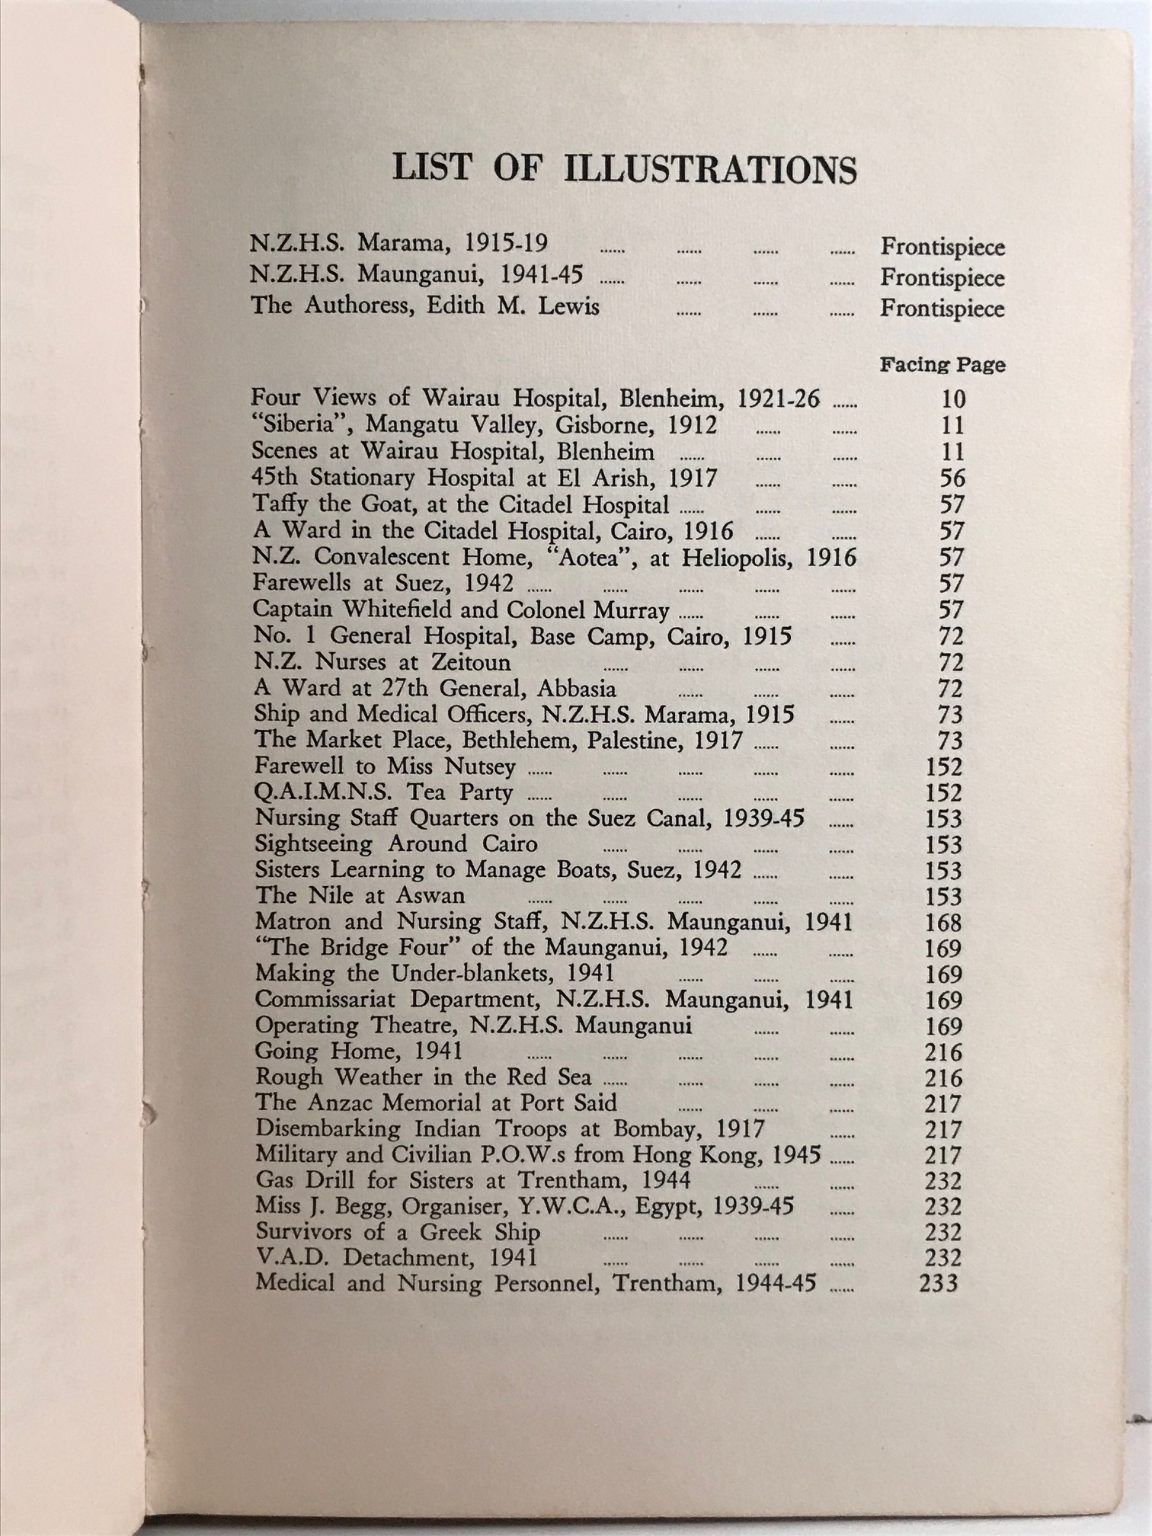 LIST OF ILLUSTRATIONS
N.Z.H.S. Marama, 1915-19 ...... ...... ...... ...... Frontispiece
N.Z.H.S. Maunganui, 1941-45 ...... ...... ...... ...... Frontispiece
The Authoress, Edith M. Lewis ...... ...... ...... Frontispiece
Facing Page
Four Views of Wairau Hospital, Blenheim, 1921-26 ...... 10
“Siberia”, Mangatu Valley, Gisborne, 1912 ...... ...... 11
Scenes at Wairau Hospital, Blenheim ...... ...... ...... 11
45th Stationary Hospital at El Arish, 1917 ...... ...... 56
Taffy the Goat, at the Citadel Hospital ...... ...... ...... 57
A Ward in the Citadel Hospital, Cairo, 1916 ...... ...... 57
N.Z. Convalescent Home, “Aotea”, at Heliopolis, 1916 57
Farewells at Suez, 1942 ...... ...... ...... ...... ...... 57
Captain Whitefield and Colonel Murray ...... ...... ...... 57
No. 1 General Hospital, Base Camp, Cairo, 1915 ...... 72
N.Z. Nurses at Zeitoun ...... ...... ...... ...... 72
A Ward at 27th General, Abbasia ...... ...... ...... 72
Ship and Medical Officers, N.Z.H.S. Marama, 1915 ...... 73
The Market Place, Bethlehem, Palestine, 1917 ...... ...... 73
Farewell to Miss Nutsey ...... ...... ...... ...... ...... 152
Q.A.I.M.N.S. Tea Party ...... ...... ...... ...... ...... 152
Nursing Staff Quarters on the Suez Canal, 1939-45 ...... 153
Sightseeing Around Cairo ...... ...... ...... ...... 153
Sisters Learning to Manage Boats, Suez, 1942 ...... ...... 153
The Nile at Aswan ...... ...... ...... ...... ...... 153
Matron and Nursing Staff, N.Z.H.S. Maunganui, 1941 168
“The Bridge Four” of the Maunganui, 1942 ...... ...... 169
Making the Under-blankets, 1941 ...... ...... ...... 169
Commissariat Department, N.Z.H.S. Maunganui, 1941 169
Operating Theatre, N.Z.H.S. Maunganui ...... ...... 169
Going Home, 1941 ...... ...... ...... ...... ...... 216
Rough Weather in the Red Sea ...... ...... ...... ...... 216
The Anzac Memorial at Port Said ...... ...... ...... 217
Disembarking Indian Troops at Bombay, 1917 ...... 217
Military and Civilian P.O.W.s from Hong Kong, 1945 ...... 217
Gas Drill for Sisters at Trentham, 1944 ...... ...... 232
Miss J. Begg, Organiser, Y.W.C.A., Egypt, 1939-45 ...... 232
Survivors of a Greek Ship ...... ...... ...... ...... 232
V.A.D. Detachment, 1941 ...... ...... ...... ...... 232
Medical and Nursing Personnel, Trentham, 1944-45 ...... 233